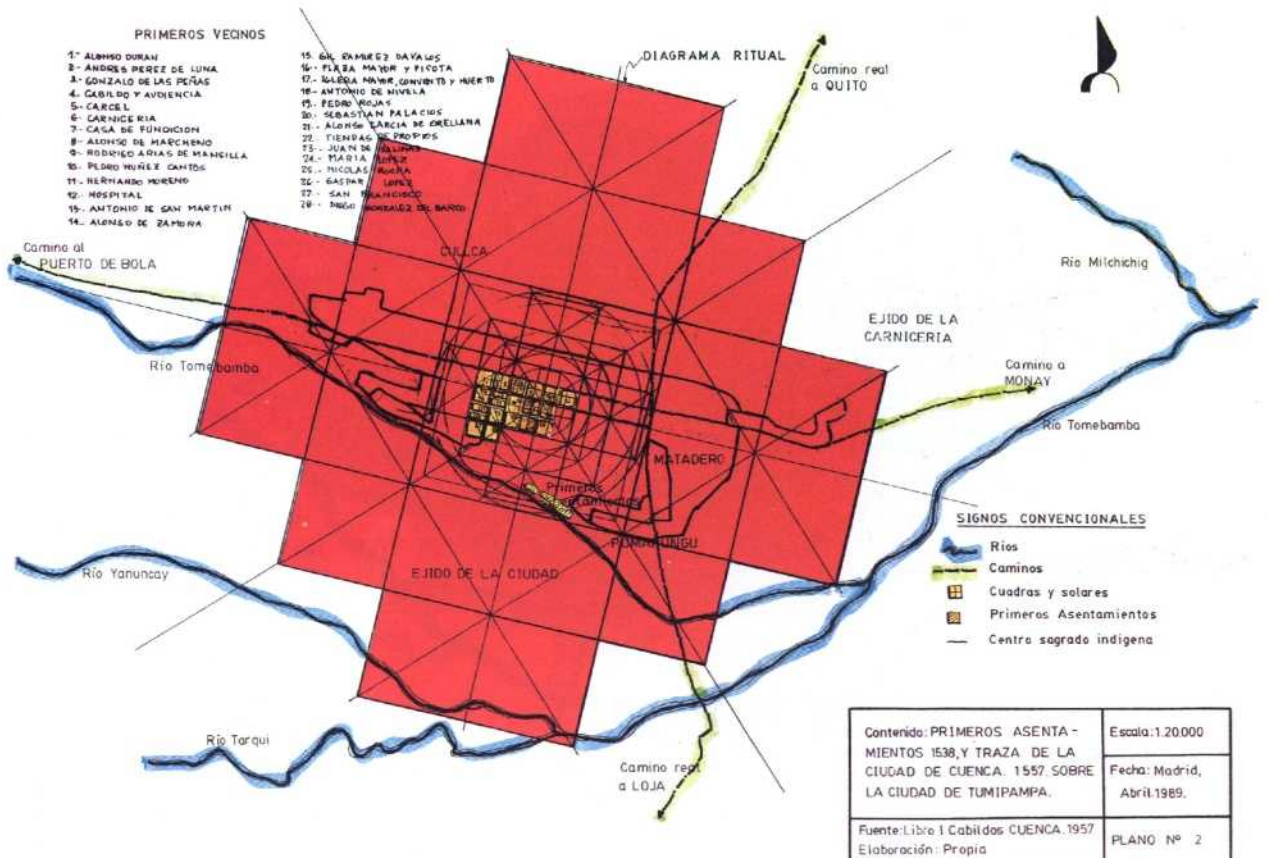 PRIMEROS VECINOS
1- ALONSO DURAN
2- ANDRES PEREZ DE LUNA
3- GONZALO DE LAS PEÑAS
4- CABILDO Y AUDIENCIA
5- CARCEL
6- CARNICERIA
7- CASA DE FUNDICION
8- ALONSO DE MARCHENO
9- RODRIGO ARIAS DE MANSILLA
10- PEDRO NUÑEZ CANTOS
11- HERNANDO MORENO
12- HOSPITAL
13- ANTONIO DE SAN MARTIN
14- ALONSO DE ZAMORA
15- GIL RAMIREZ DAVALOS
16- PLAZA MAYOR Y PICOTA
17- IGLESIA MAYOR, CONVENTO Y HUERTO
18- ANTONIO DE NIVELA
19- PEDRO ROJAS
20- SEBASTIAN PALACIOS
21- ALONSO GARCIA DE ORELLANA
22- TIENDAS DE PROPIOS
23- JUAN DE SALINAS
24- MARIA LOPEZ
25- NICOLAS ROCHA
26- GASPAR LOPEZ
27- SAN FRANCISCO
28- DIEGO GONZALEZ DEL BARCO
DIAGRAMA RITUAL
Camino real
a QUITO
Camino al
PUERTO DE BOLA
CULLCA
Río Milchichig
EJIDO DE LA
CARNICERIA
Río Tomebamba
Camino a
MONAY
Río Tomebamba
MATADERO
Primeros
PUMAPUNGU
EJIDO DE LA CIUDAD
Río Yanuncay
Río Tarqui
Camino real
a LOJA
SIGNOS CONVENCIONALES
Ríos
Caminos
Cuadras y solares
Primeros Asentamientos
Centro sagrado indígena
Contenido: PRIMEROS ASENTA-
MIENTOS 1538, Y TRAZA DE LA
CIUDAD DE CUENCA. 1557. SOBRE
LA CIUDAD DE TUMIPAMPA.
Escala: 1.20.000
Fecha: Madrid,
Abril.1989.
Fuente: Libro 1 Cabildos CUENCA. 1957
Elaboración: Propia
PLANO Nº 2